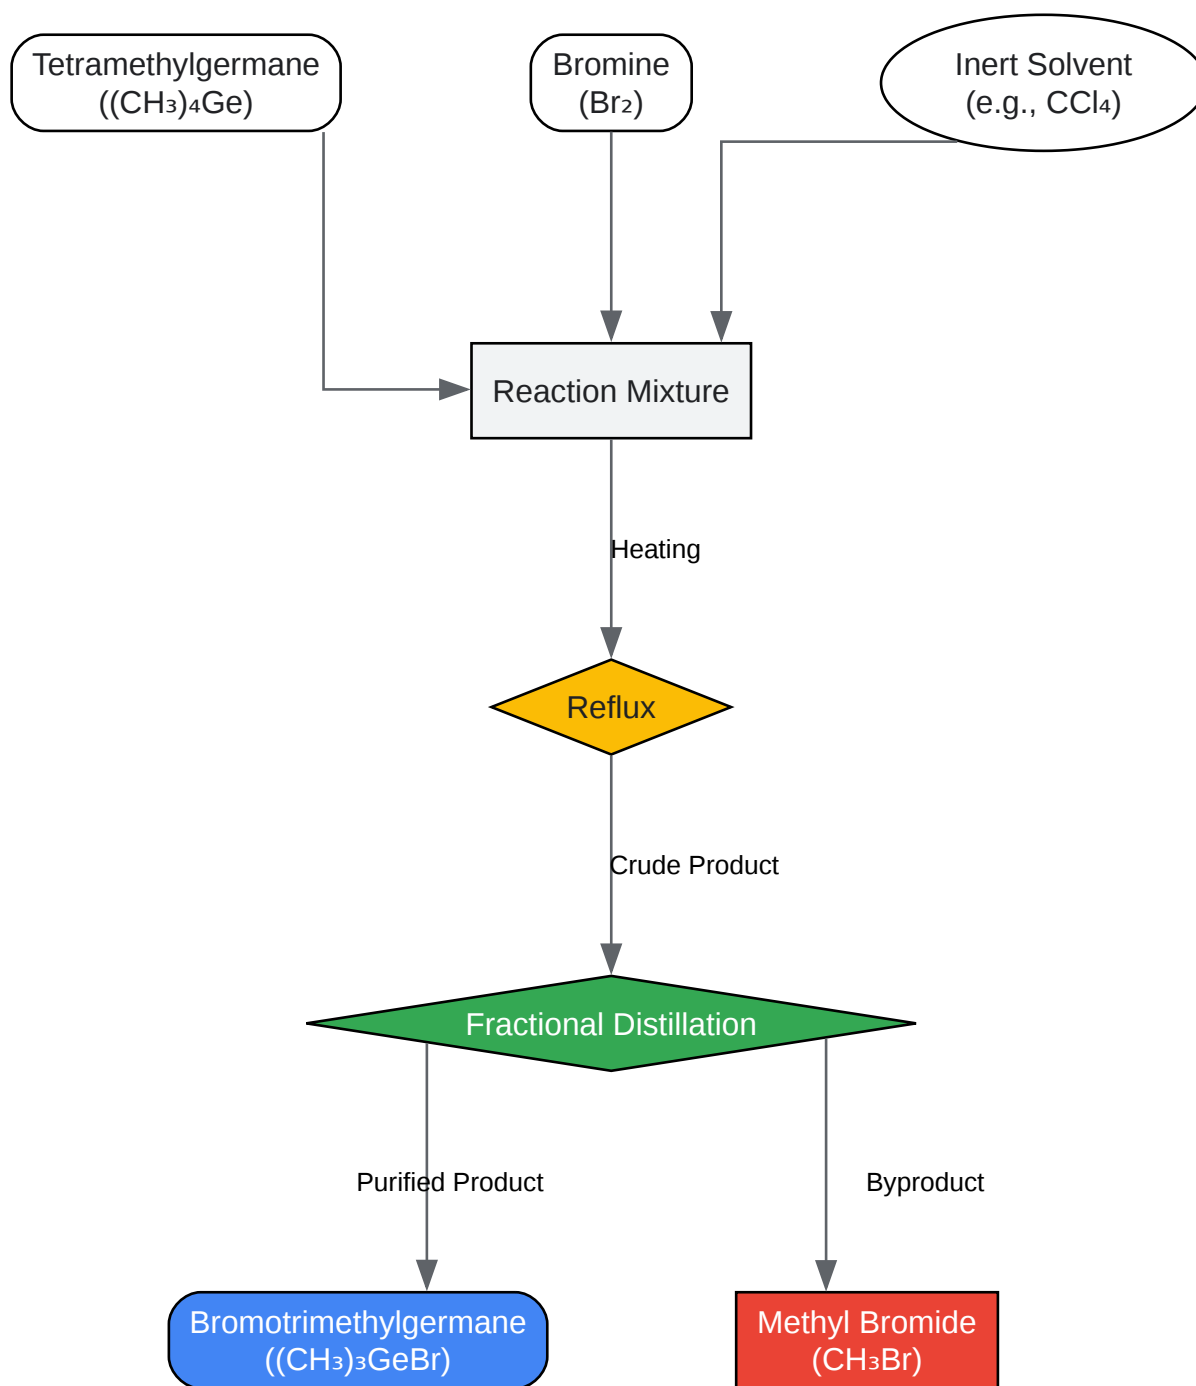 Tetramethylgermane
((CH₃)₄Ge)
Bromine
(Br₂)
Inert Solvent
(e.g., CCl₄)
Reaction Mixture
Heating
Reflux
Crude Product
Fractional Distillation
Purified Product
Byproduct
Bromotrimethylgermane
((CH₃)₃GeBr)
Methyl Bromide
(CH₃Br)